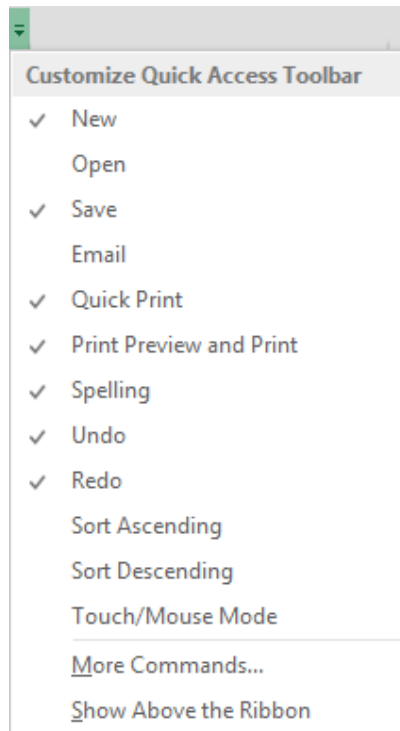 Customize Quick Access Toolbar
New
Open
Save
Email
Quick Print
Print Preview and Print
Spelling
Undo
Redo
Sort Ascending
Sort Descending
Touch/Mouse Mode
More Commands...
Show Above the Ribbon